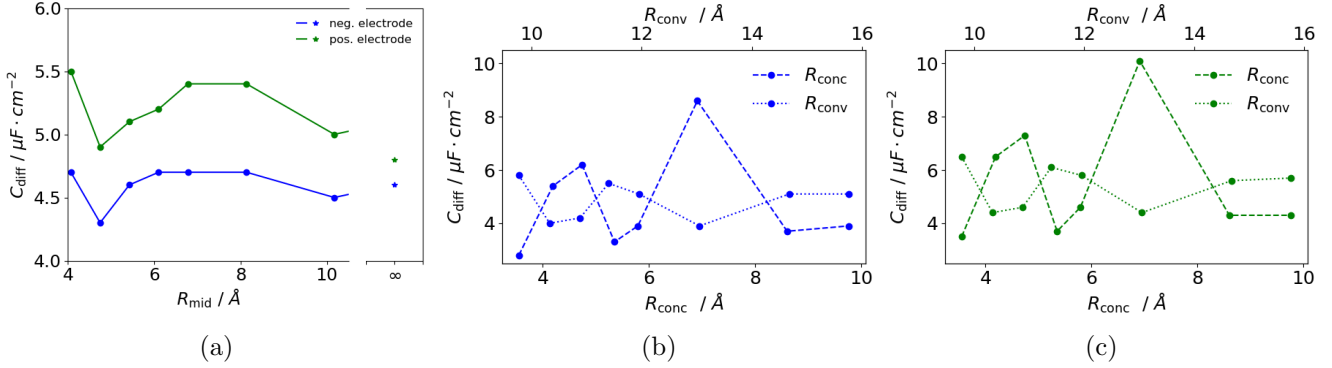 6.0
5.5
5.0
4.5
4.0
C_diff / μF · cm⁻²
neg. electrode
pos. electrode
4 6 8 10 ∞
R_mid / Å
(a)
R_conv / Å
10 12 14 16
10
8
6
4
C_diff / μF · cm⁻²
R_conc
R_conv
4 6 8 10
R_conc / Å
(b)
R_conv / Å
10 12 14 16
10
8
6
4
C_diff / μF · cm⁻²
R_conc
R_conv
4 6 8 10
R_conc / Å
(c)